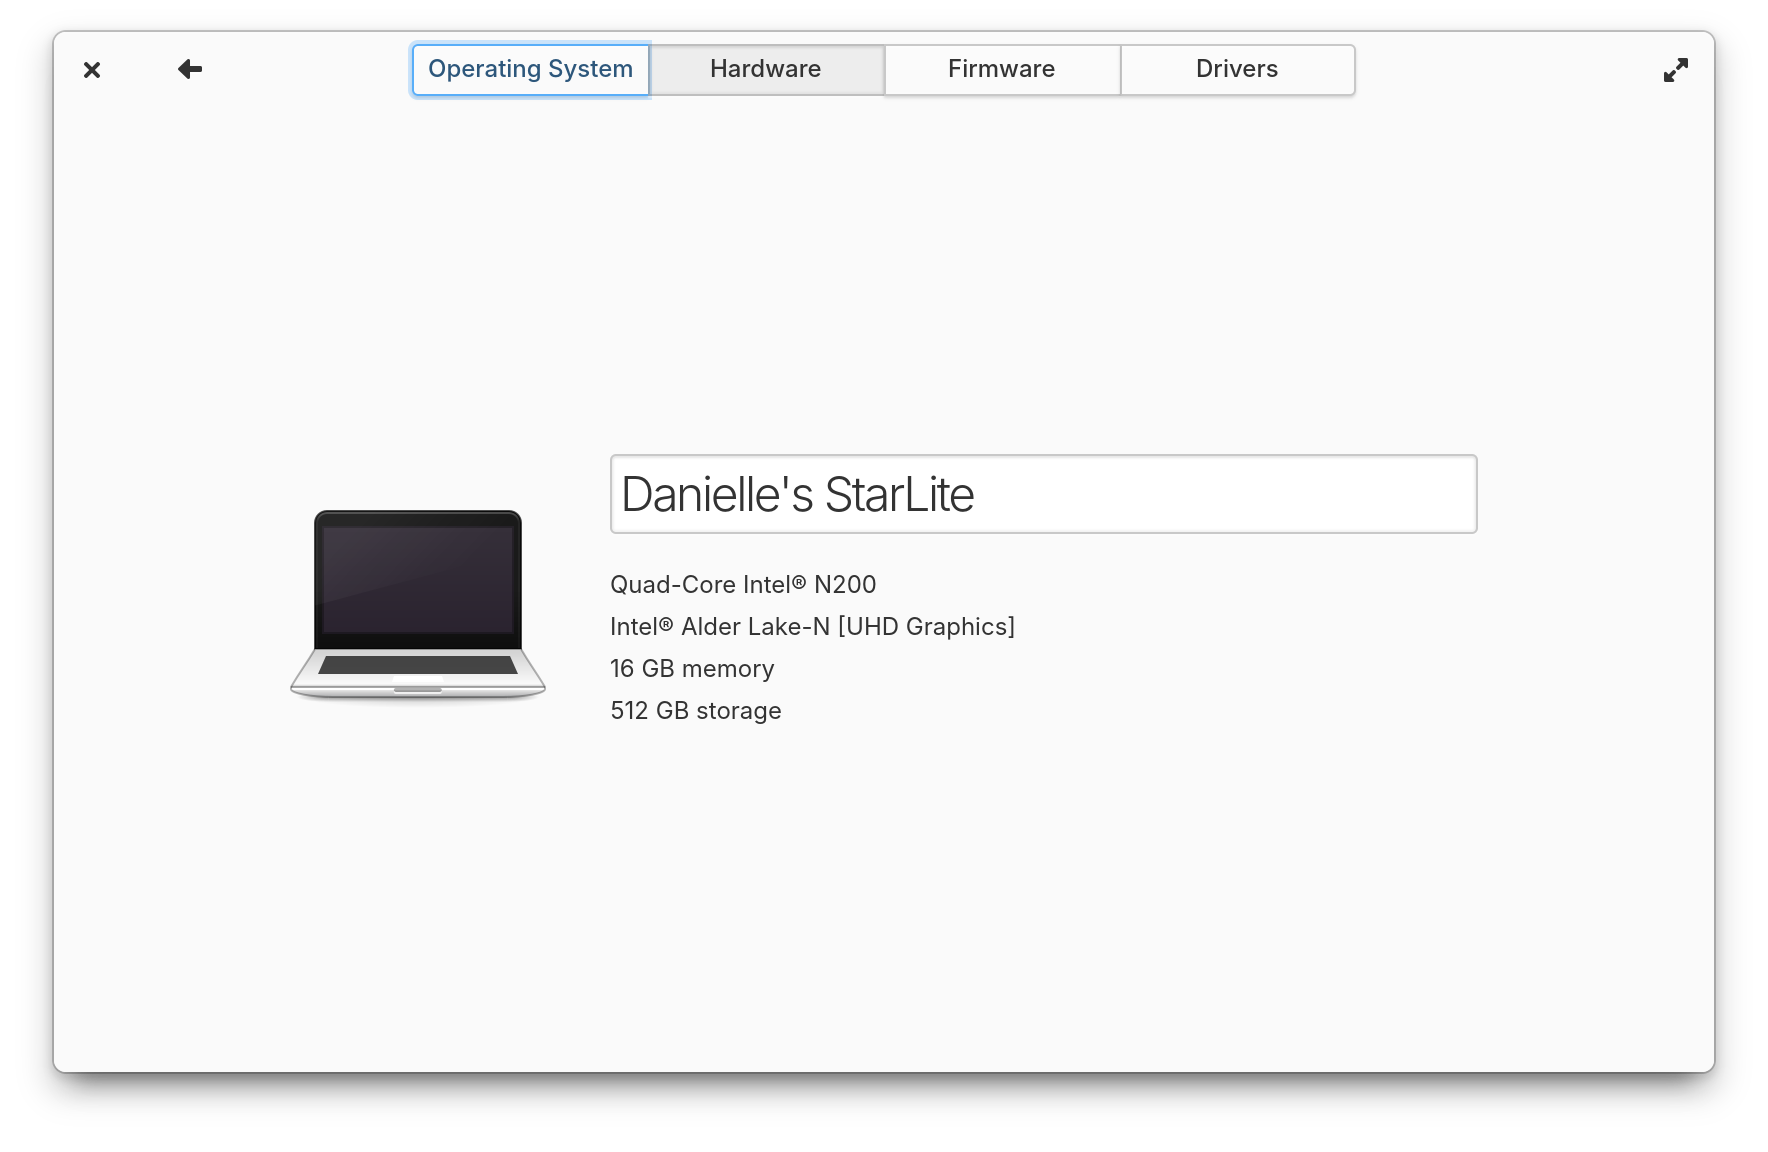 Operating System
Hardware
Firmware
Drivers
Danielle's StarLite
Quad-Core Intel® N200
Intel® Alder Lake-N [UHD Graphics]
16 GB memory
512 GB storage